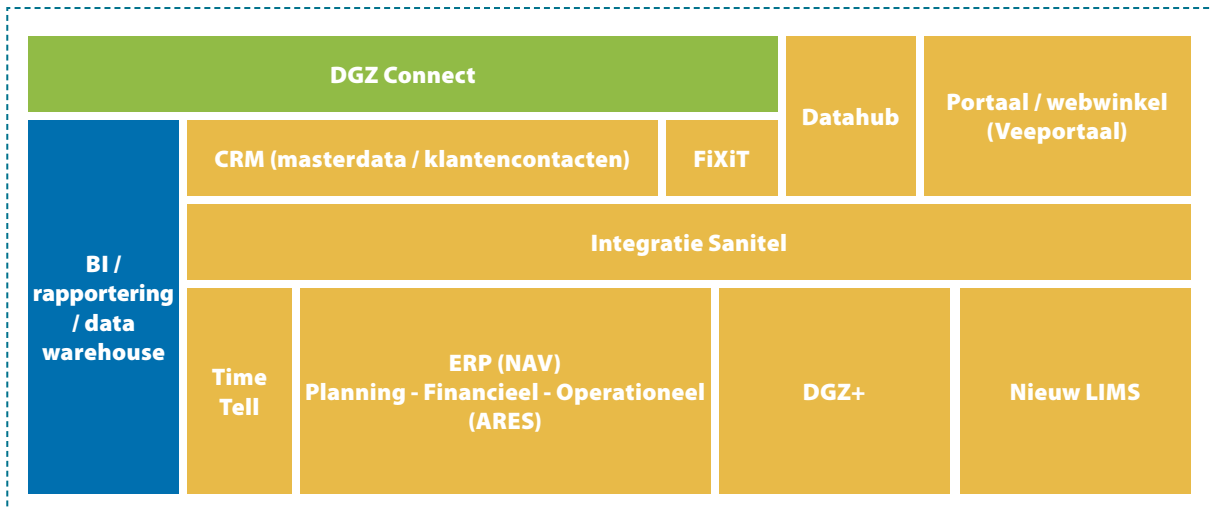 DGZ Connect
Datahub
Portaal / webwinkel
(Veeportaal)
CRM (masterdata / klantencontacten)
FiXiT
Integratie Sanitel
BI /
rapportering
/ data
warehouse
Time
Tell
ERP (NAV)
Planning - Financieel - Operationeel
(ARES)
DGZ+
Nieuw LIMS